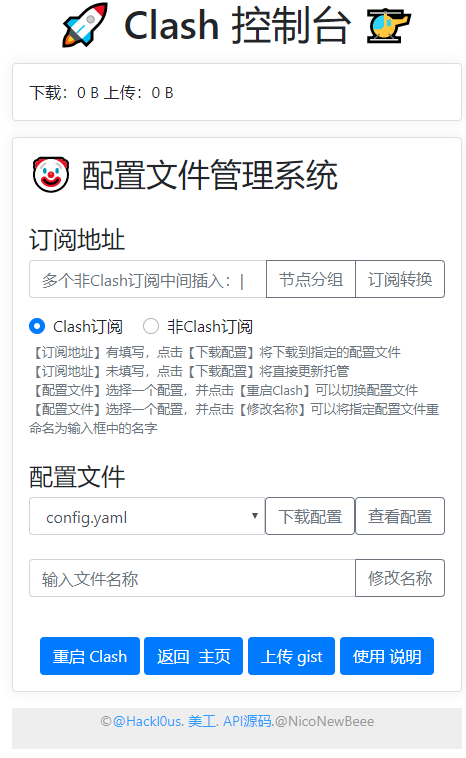 Clash 控制台
下载：0 B 上传：0 B
配置文件管理系统
订阅地址
多个非Clash订阅中间插入：|
节点分组
订阅转换
Clash订阅
非Clash订阅
【订阅地址】有填写，点击【下载配置】将下载到指定的配置文件
【订阅地址】未填写，点击【下载配置】将直接更新托管
【配置文件】选择一个配置，并点击【重启Clash】可以切换配置文件
【配置文件】选择一个配置，并点击【修改名称】可以将指定配置文件重
命名为输入框中的名字
配置文件
config.yaml
下载配置
查看配置
输入文件名称
修改名称
重启 Clash
返回 主页
上传 gist
使用 说明
©@Hackl0us. 美工. API源码.@NicoNewBeee